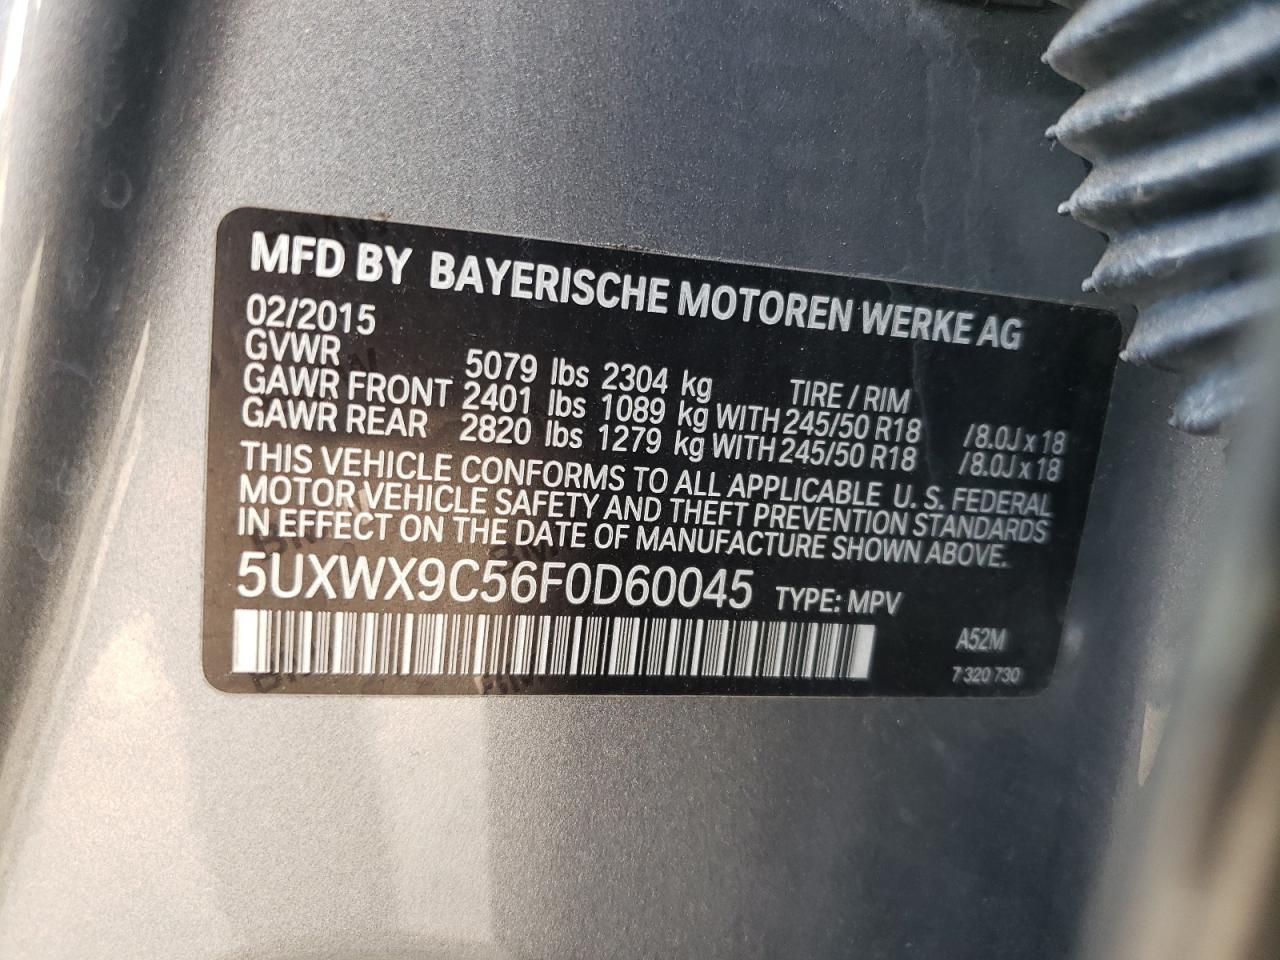 MFD BY BAYERISCHE MOTOREN WERKE AG
02/2015
GVWR 5079 lbs 2304 kg TIRE / RIM
GAWR FRONT 2401 lbs 1089 kg WITH 245/50 R18 /8.0J x 18
GAWR REAR 2820 lbs 1279 kg WITH 245/50 R18 /8.0J x 18
THIS VEHICLE CONFORMS TO ALL APPLICABLE U. S. FEDERAL
MOTOR VEHICLE SAFETY AND THEFT PREVENTION STANDARDS
IN EFFECT ON THE DATE OF MANUFACTURE SHOWN ABOVE.
5UXWX9C56F0D60045 TYPE: MPV
A52M
7 320 730